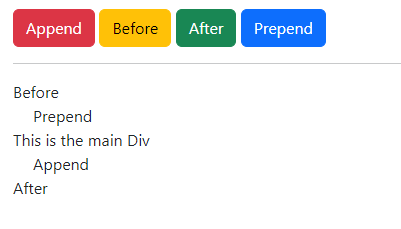 Append Before After Prepend
Before
Prepend
This is the main Div
Append
After